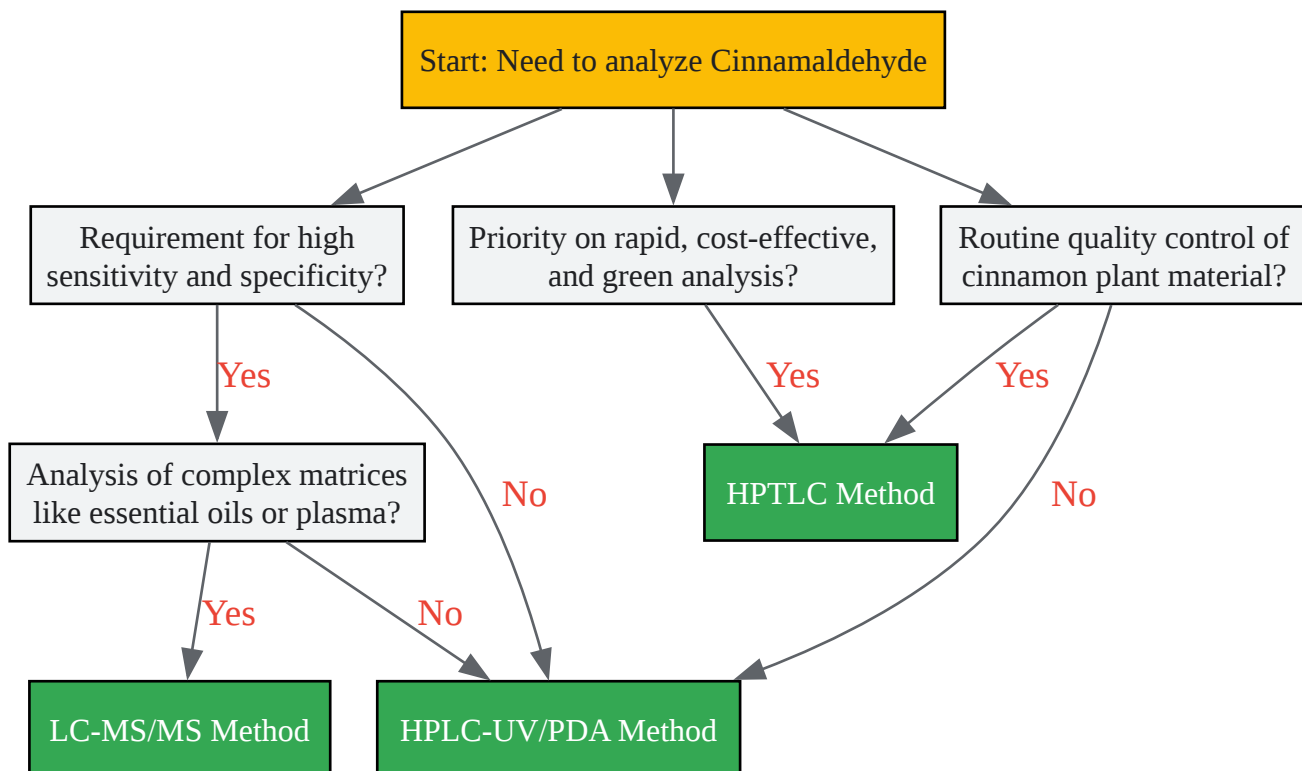 Start: Need to analyze Cinnamaldehyde
Requirement for high
sensitivity and specificity?
Priority on rapid, cost-effective,
and green analysis?
Routine quality control of
cinnamon plant material?
Yes
Yes
Yes
Analysis of complex matrices
like essential oils or plasma?
No
HPTLC Method
No
Yes
No
LC-MS/MS Method
HPLC-UV/PDA Method